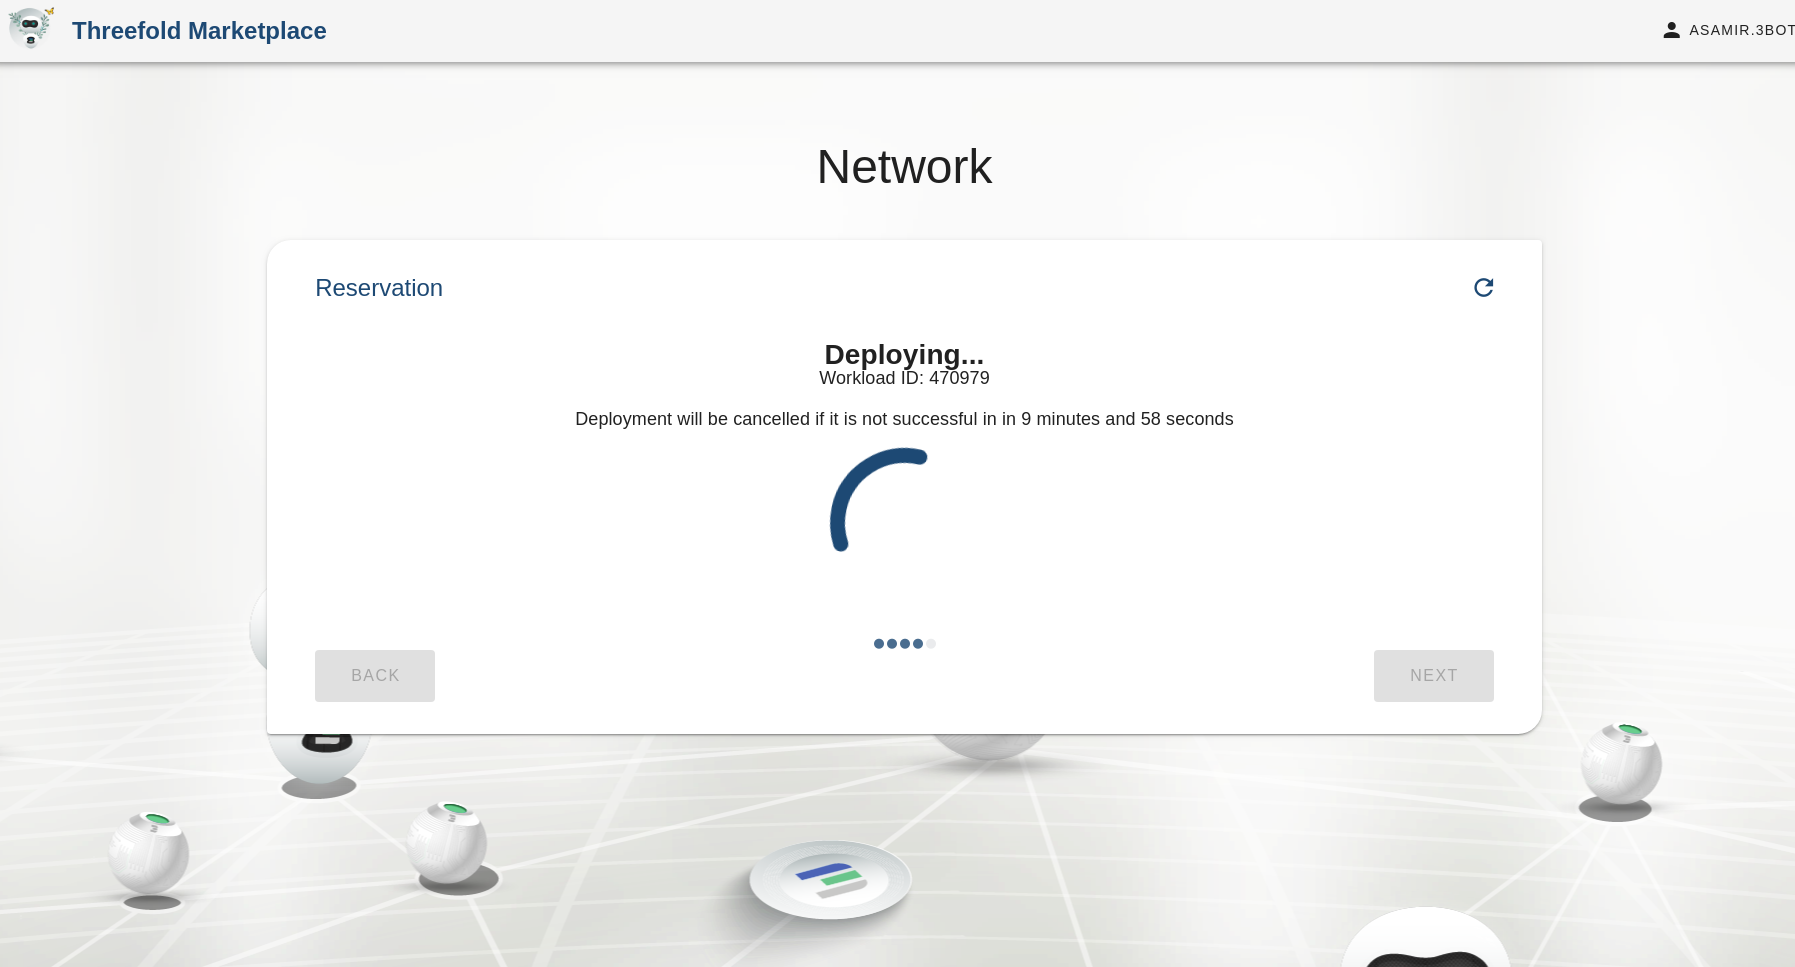 Threefold Marketplace
ASAMIR.3BOT
Network
Reservation
Deploying...
Workload ID: 470979
Deployment will be cancelled if it is not successful in in 9 minutes and 58 seconds
BACK
NEXT